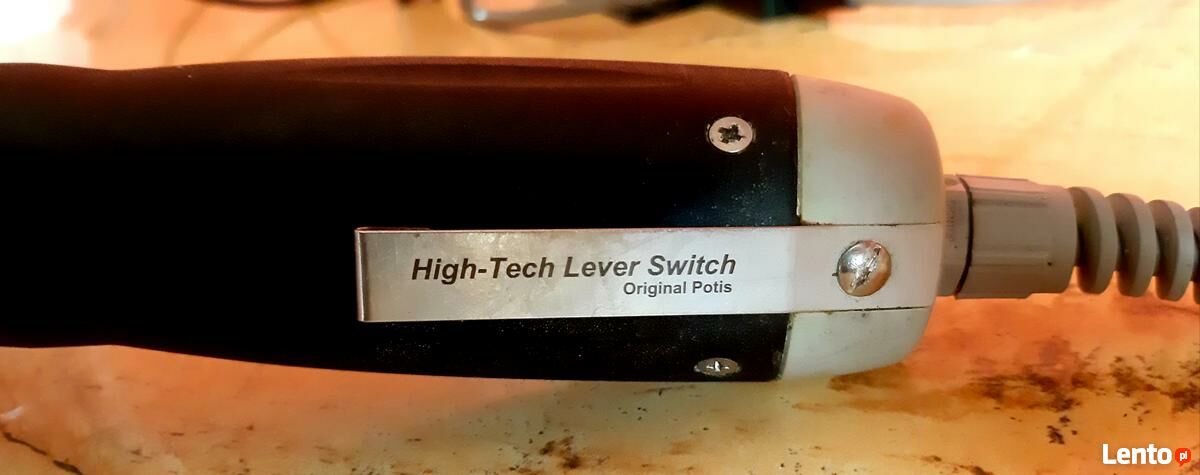 High-Tech Lever Switch
Original Potis
Lento.pl